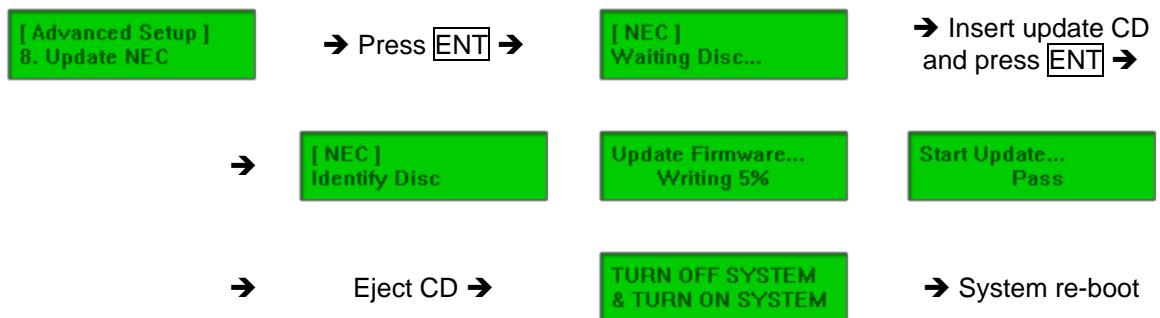 [ Advanced Setup ]
8. Update NEC
➔ Press ENT ➔
[ NEC ]
Waiting Disc...
➔ Insert update CD
and press ENT ➔
➔
[ NEC ]
Identify Disc
Update Firmware...
Writing 5%
Start Update...
Pass
➔
Eject CD ➔
TURN OFF SYSTEM
& TURN ON SYSTEM
➔ System re-boot